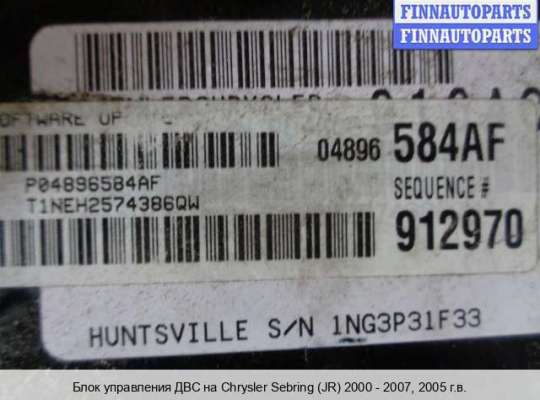 FINNAUTOPARTS
FINNAUTOPARTS
04896 584AF
P04896584AF
T1NEH2574386QW
SEQUENCE #
912970
HUNTSVILLE S/N 1NG3P31F33
Блок управления ДВС на Chrysler Sebring (JR) 2000 - 2007, 2005 г.в.